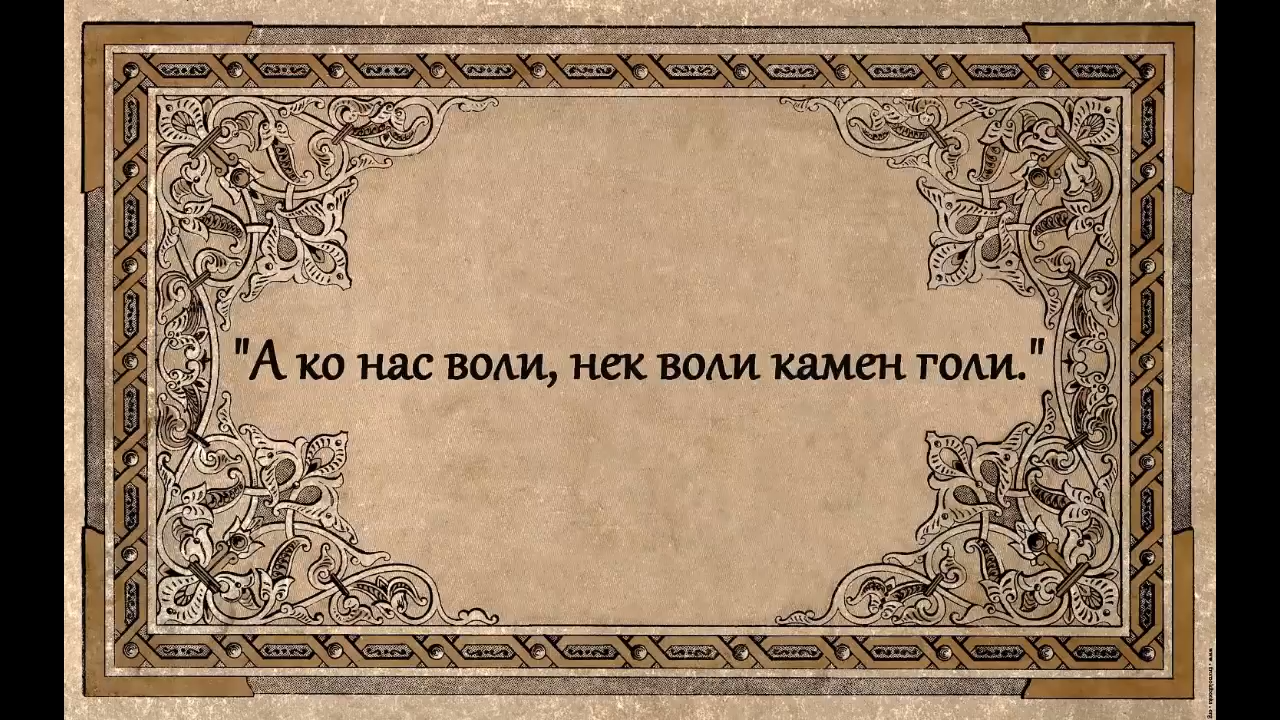 "А ко нас воли, нек воли камен голи."